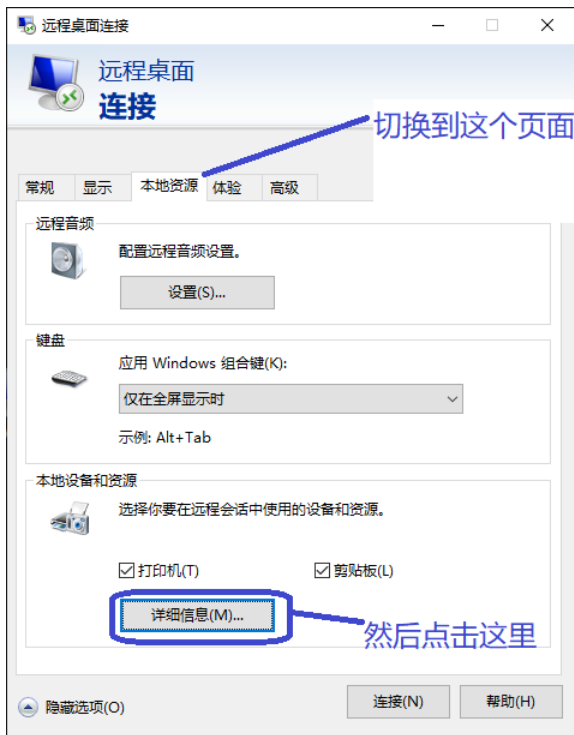 远程桌面连接
远程桌面
连接
切换到这个页面
常规 显示 本地资源 体验 高级
远程音频
配置远程音频设置。
设置(S)...
键盘
应用 Windows 组合键(K):
仅在全屏显示时
示例: Alt+Tab
本地设备和资源
选择你要在远程会话中使用的设备和资源。
打印机(T) 剪贴板(L)
详细信息(M)...
然后点击这里
隐藏选项(O) 连接(N) 帮助(H)